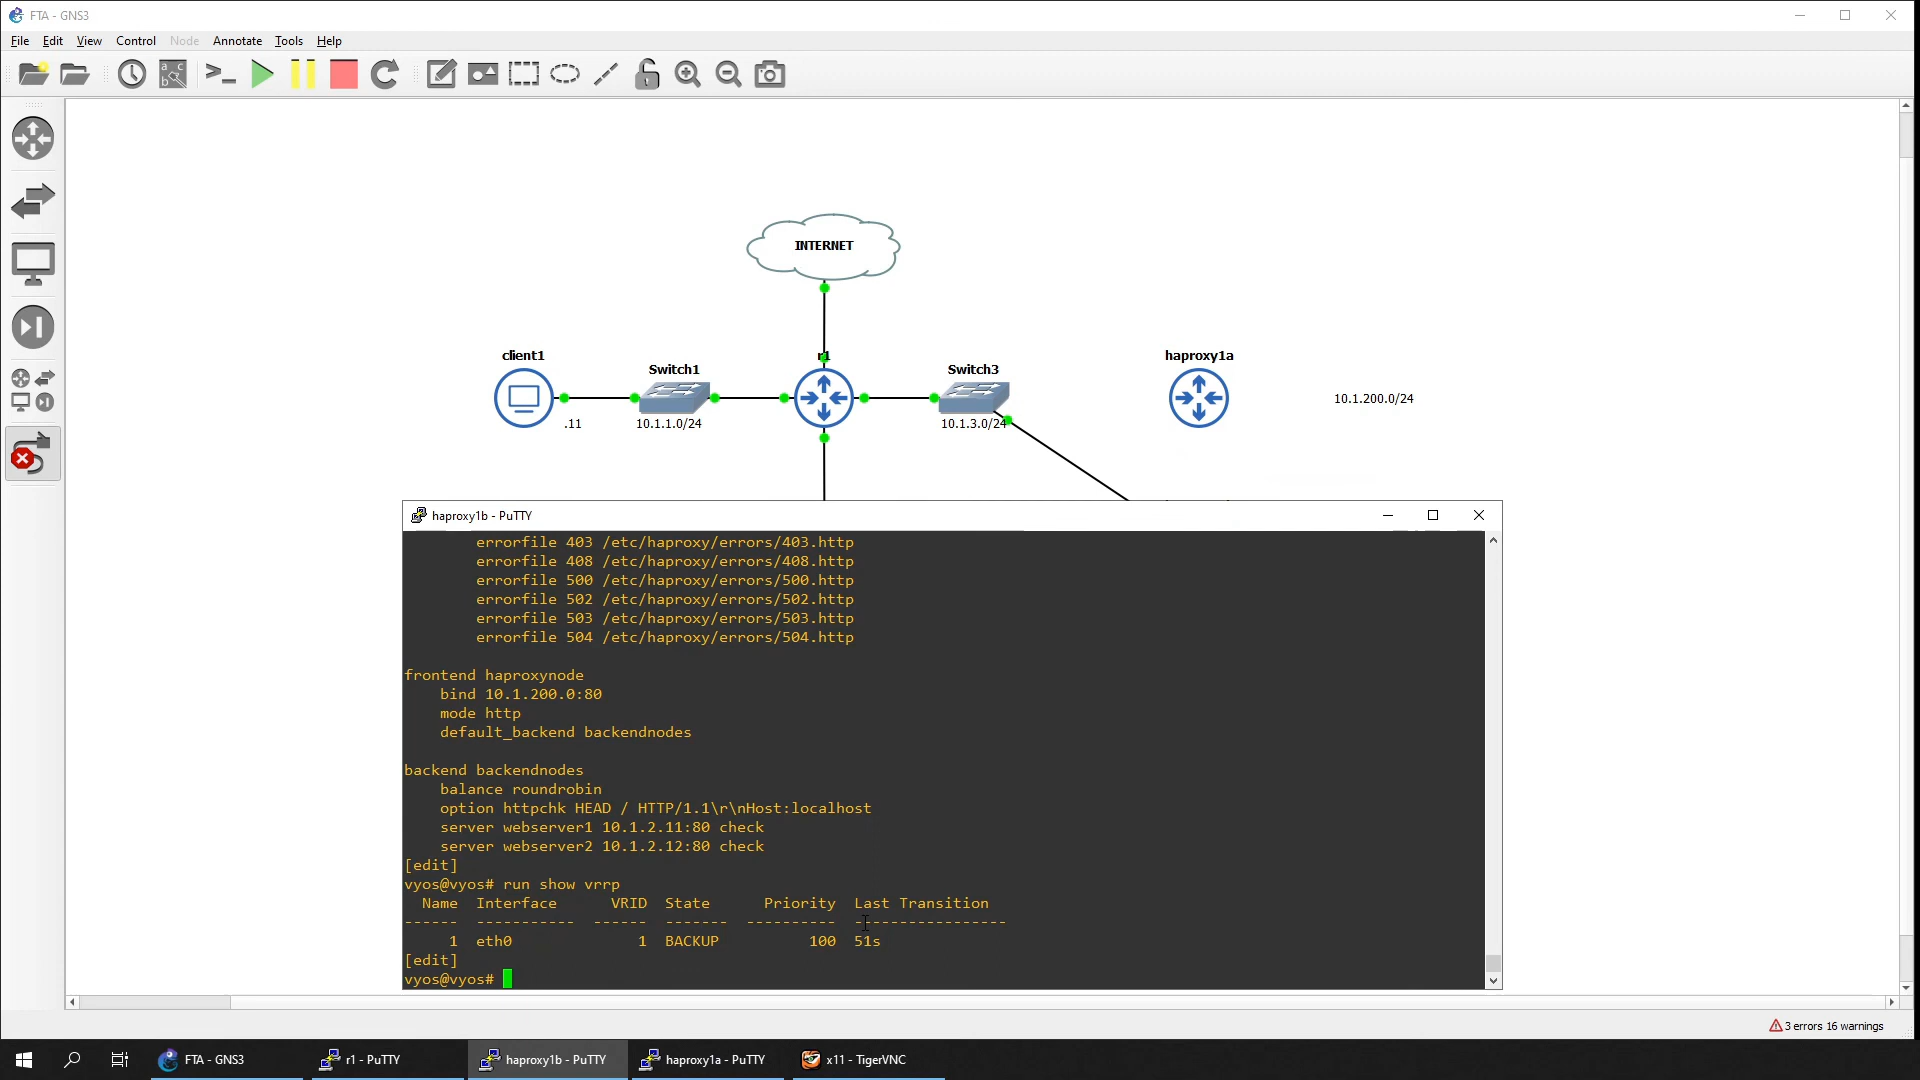 FTA - GNS3
File Edit View Control Node Annotate Tools Help
INTERNET
client1
Switch1
r1
Switch3
haproxy1a
10.1.200.0/24
.11
10.1.1.0/24
10.1.3.0/24
haproxy1b - PuTTY
errorfile 403 /etc/haproxy/errors/403.http
errorfile 408 /etc/haproxy/errors/408.http
errorfile 500 /etc/haproxy/errors/500.http
errorfile 502 /etc/haproxy/errors/502.http
errorfile 503 /etc/haproxy/errors/503.http
errorfile 504 /etc/haproxy/errors/504.http
frontend haproxynode
bind 10.1.200.0:80
mode http
default_backend backendnodes
backend backendnodes
balance roundrobin
option httpchk HEAD / HTTP/1.1\r\nHost:localhost
server webserver1 10.1.2.11:80 check
server webserver2 10.1.2.12:80 check
[edit]
vyos@vyos# run show vrrp
Name Interface VRID State Priority Last Transition
------ ----------- ------ ------- ---------- -----------------
1 eth0 1 BACKUP 100 51s
[edit]
vyos@vyos#
3 errors 16 warnings
FTA - GNS3
r1 - PuTTY
haproxy1b - PuTTY
haproxy1a - PuTTY
x11 - TigerVNC